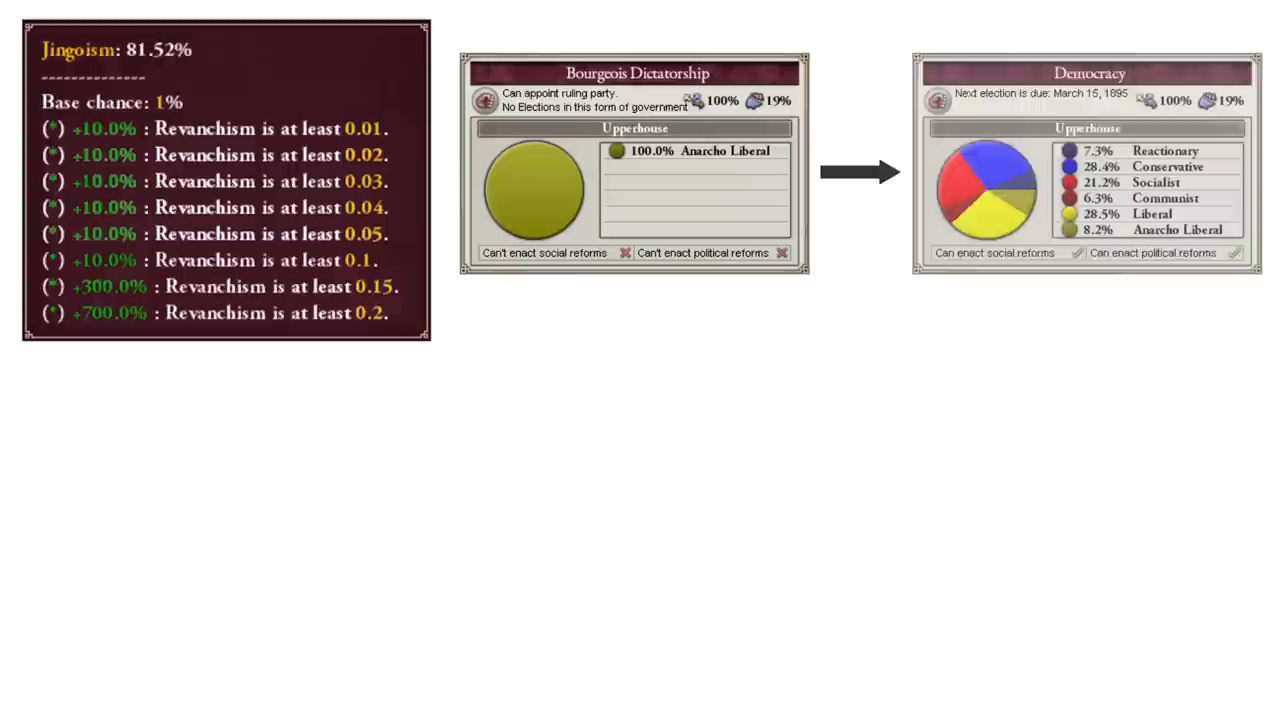 Jingoism: 81.52%
--------------
Base chance: 1%
(*) +10.0% : Revanchism is at least 0.01.
(*) +10.0% : Revanchism is at least 0.02.
(*) +10.0% : Revanchism is at least 0.03.
(*) +10.0% : Revanchism is at least 0.04.
(*) +10.0% : Revanchism is at least 0.05.
(*) +10.0% : Revanchism is at least 0.1.
(*) +300.0% : Revanchism is at least 0.15.
(*) +700.0% : Revanchism is at least 0.2.
Bourgeois Dictatorship
Can appoint ruling party.
No Elections in this form of government 100% 19%
Upperhouse
100.0% Anarcho Liberal
Can't enact social reforms Can't enact political reforms
Democracy
Next election is due: March 15, 1895 100% 19%
Upperhouse
7.3% Reactionary
28.4% Conservative
21.2% Socialist
6.3% Communist
28.5% Liberal
8.2% Anarcho Liberal
Can enact social reforms Can enact political reforms